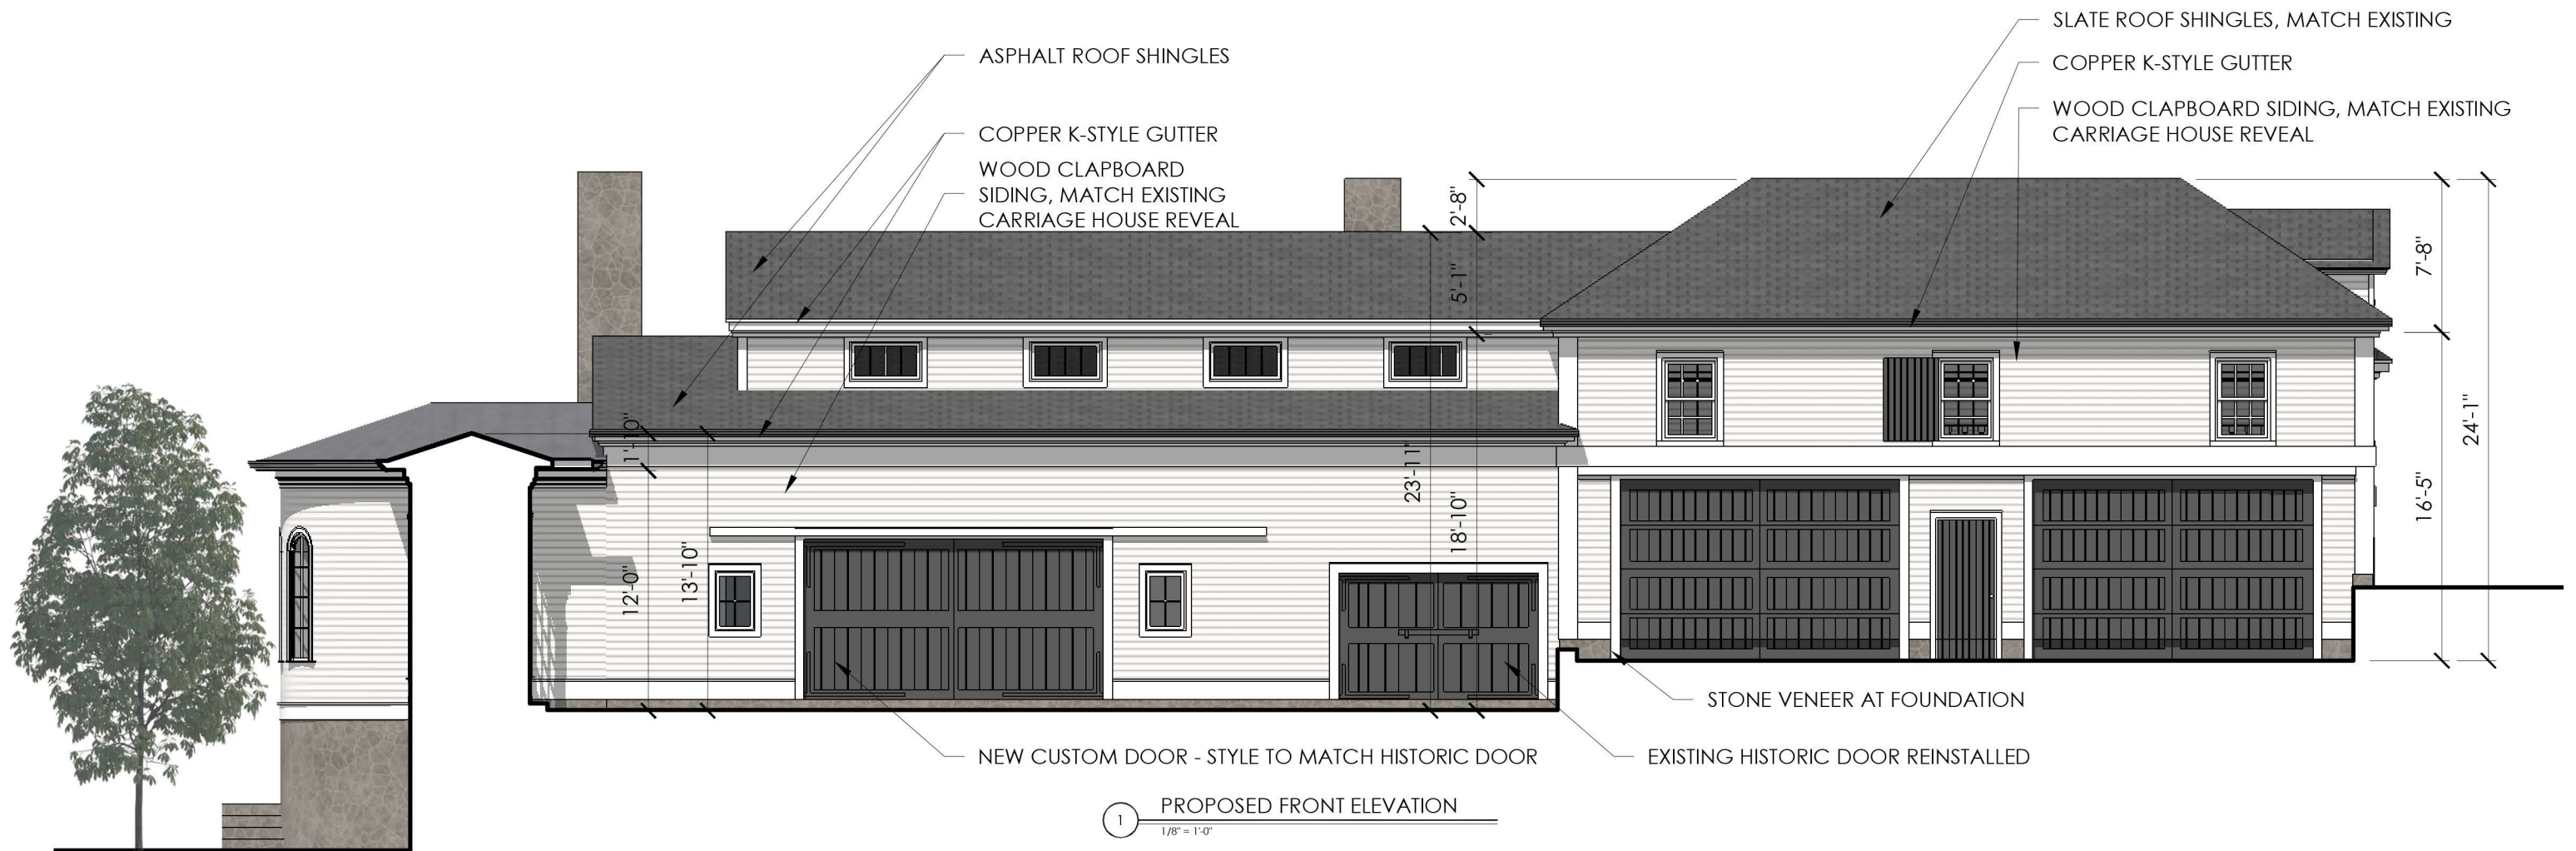 SLATE ROOF SHINGLES, MATCH EXISTING
ASPHALT ROOF SHINGLES
COPPER K-STYLE GUTTER
WOOD CLAPBOARD SIDING, MATCH EXISTING
CARRIAGE HOUSE REVEAL
COPPER K-STYLE GUTTER
WOOD CLAPBOARD
SIDING, MATCH EXISTING
CARRIAGE HOUSE REVEAL
2'-8"
5'-1"
7'-8"
1'-10"
23'-11"
24'-1"
18'-10"
16'-5"
12'-0"
13'-10"
STONE VENEER AT FOUNDATION
NEW CUSTOM DOOR - STYLE TO MATCH HISTORIC DOOR
EXISTING HISTORIC DOOR REINSTALLED
1
PROPOSED FRONT ELEVATION
1/8" = 1'-0"